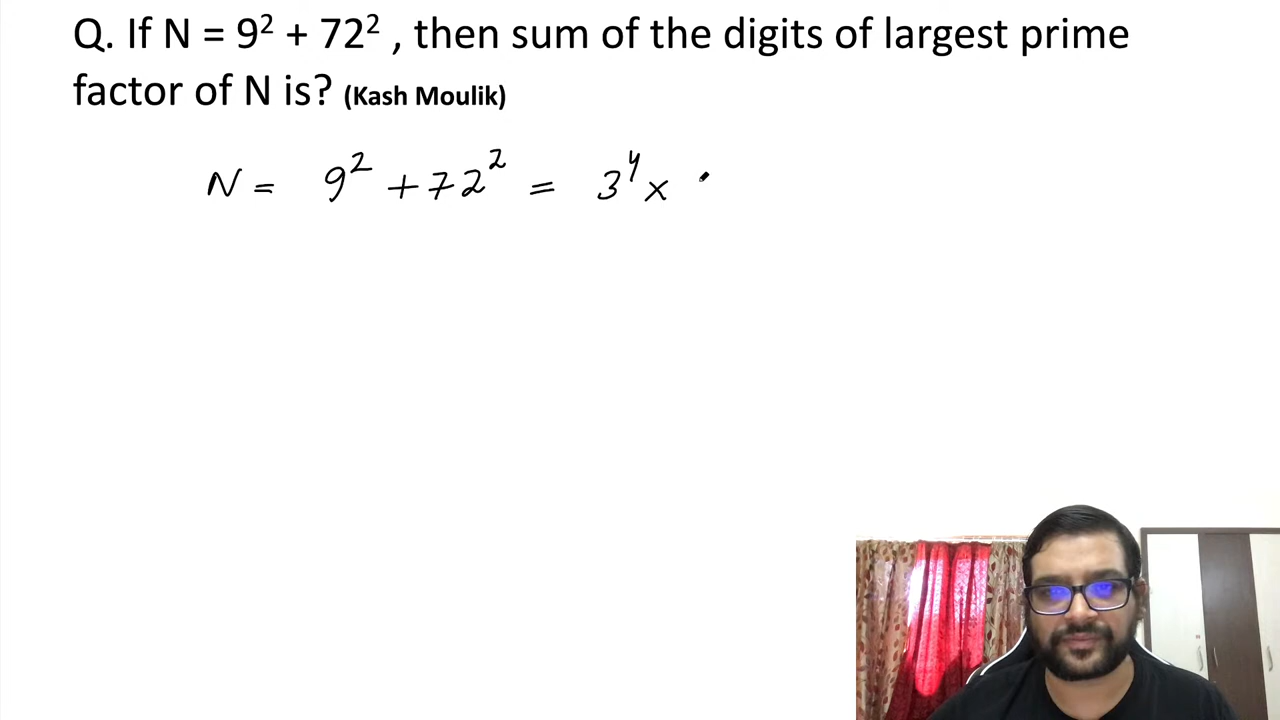 Q. If N = 9² + 72² , then sum of the digits of largest prime
factor of N is? (Kash Moulik)
N = 9² + 72² = 3⁴ x